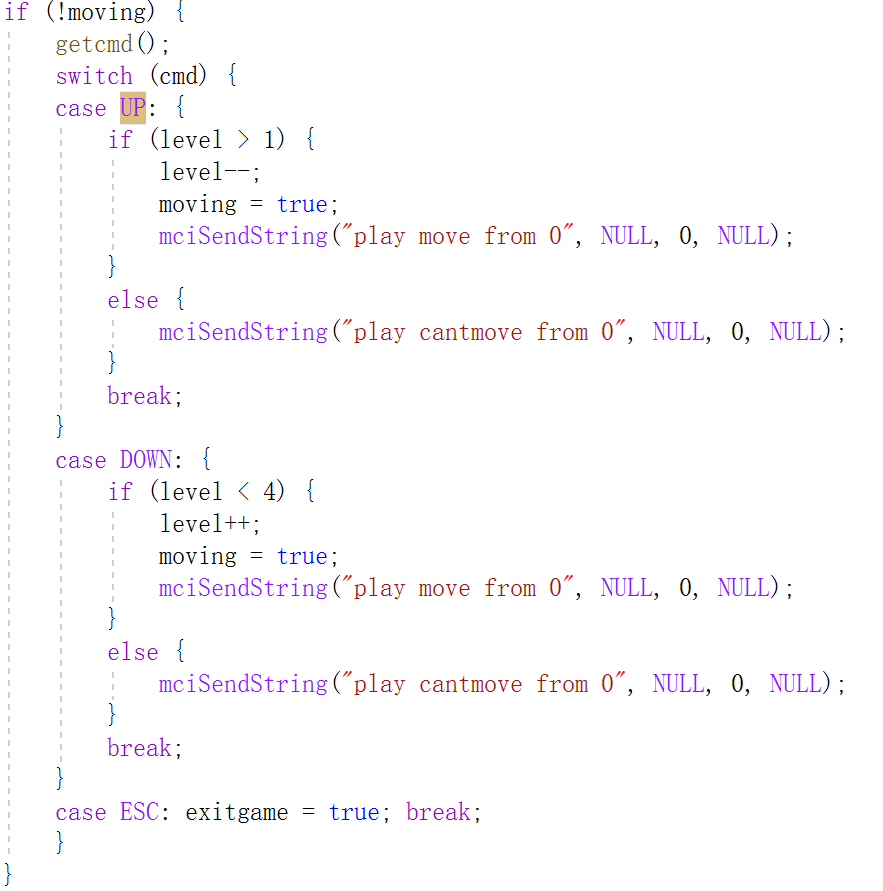 if (!moving) {
    getcmd();
    switch (cmd) {
    case UP: {
        if (level > 1) {
            level--;
            moving = true;
            mciSendString("play move from 0", NULL, 0, NULL);
        }
        else {
            mciSendString("play cantmove from 0", NULL, 0, NULL);
        }
        break;
    }
    case DOWN: {
        if (level < 4) {
            level++;
            moving = true;
            mciSendString("play move from 0", NULL, 0, NULL);
        }
        else {
            mciSendString("play cantmove from 0", NULL, 0, NULL);
        }
        break;
    }
    case ESC: exitgame = true; break;
    }
}